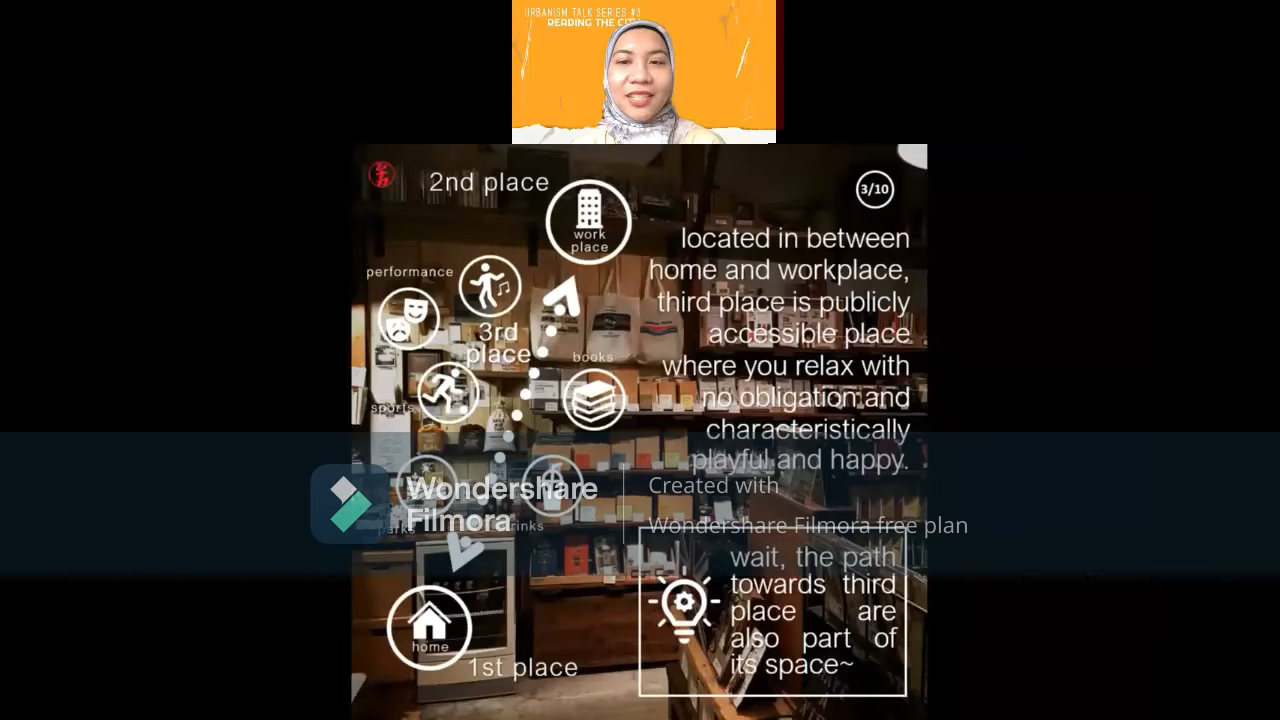 URBANISM TALK SERIES #3
READING THE CITY
2nd place
3/10
work
place
located in between
home and workplace,
third place is publicly
accessible place
where you relax with
no obligation and
characteristically
playful and happy.
performance
3rd
place
books
sports
parks
drinks
Wondershare
Filmora
Created with
Wondershare Filmora free plan
wait, the path
towards third
place are
also part of
its space~
home
1st place